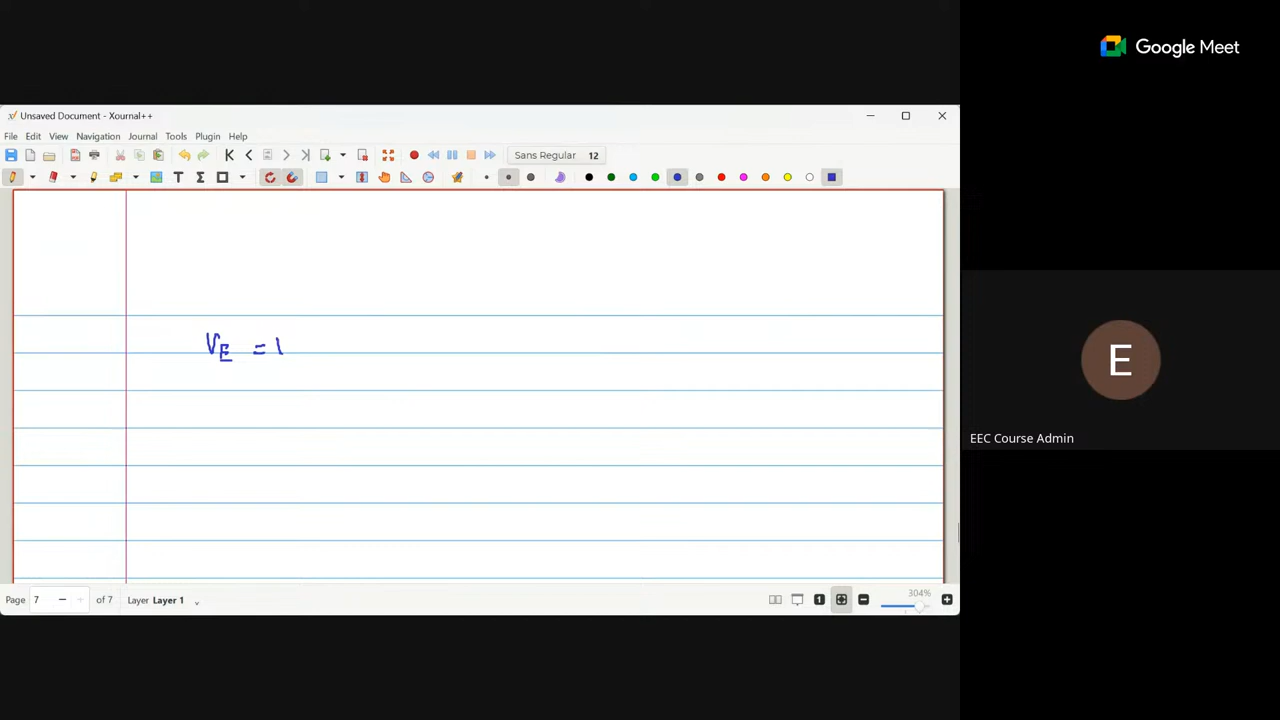 Google Meet
Unsaved Document - Xournal++
File Edit View Navigation Journal Tools Plugin Help
Sans Regular 12
V_E = 1
E
EEC Course Admin
Page 7 of 7 Layer Layer 1
304%